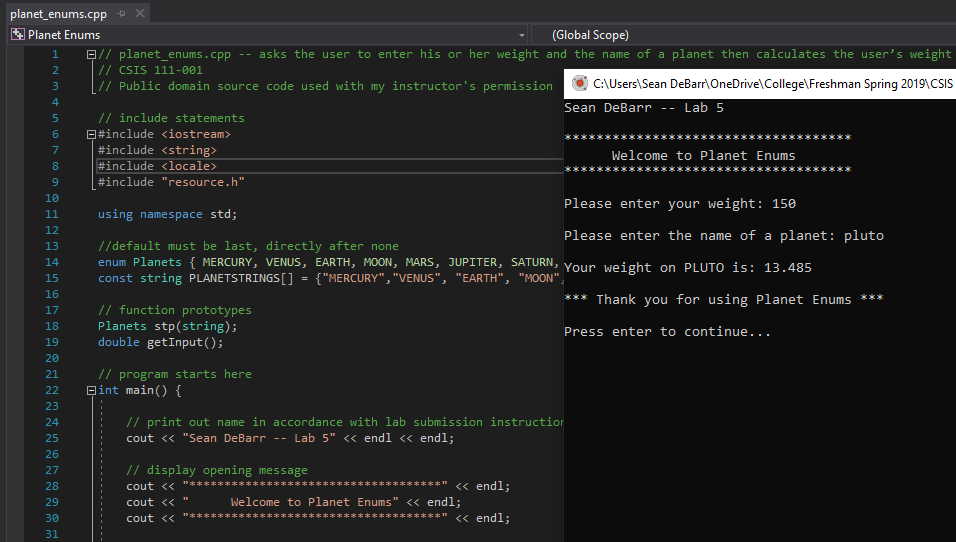 planet_enums.cpp
Planet Enums
(Global Scope)
1 // planet_enums.cpp -- asks the user to enter his or her weight and the name of a planet then calculates the user’s weight
2 // CSIS 111-001
3 // Public domain source code used with my instructor's permission
4
5 // include statements
6 #include <iostream>
7 #include <string>
8 #include <locale>
9 #include "resource.h"
10
11 using namespace std;
12
13 //default must be last, directly after none
14 enum Planets { MERCURY, VENUS, EARTH, MOON, MARS, JUPITER, SATURN,
15 const string PLANETSTRINGS[] = {"MERCURY","VENUS", "EARTH", "MOON",
16
17 // function prototypes
18 Planets stp(string);
19 double getInput();
20
21 // program starts here
22 int main() {
23
24 // print out name in accordance with lab submission instruction
25 cout << "Sean DeBarr -- Lab 5" << endl << endl;
26
27 // display opening message
28 cout << "************************************" << endl;
29 cout << "      Welcome to Planet Enums" << endl;
30 cout << "************************************" << endl;
31
C:\Users\Sean DeBarr\OneDrive\College\Freshman Spring 2019\CSIS
Sean DeBarr -- Lab 5
************************************
Welcome to Planet Enums
************************************
Please enter your weight: 150
Please enter the name of a planet: pluto
Your weight on PLUTO is: 13.485
*** Thank you for using Planet Enums ***
Press enter to continue...